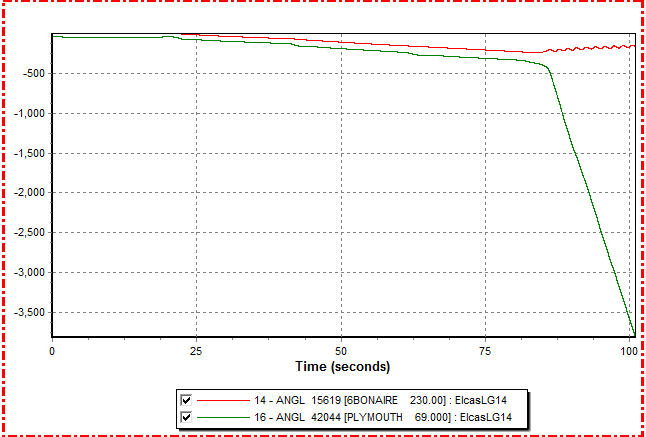 -500
-1,000
-1,500
-2,000
-2,500
-3,000
-3,500
0 25 50 75 100
Time (seconds)
14 - ANGL 15619 [6BONAIRE 230.00] : ElcasLG14
16 - ANGL 42044 [PLYMOUTH 69.000] : ElcasLG14